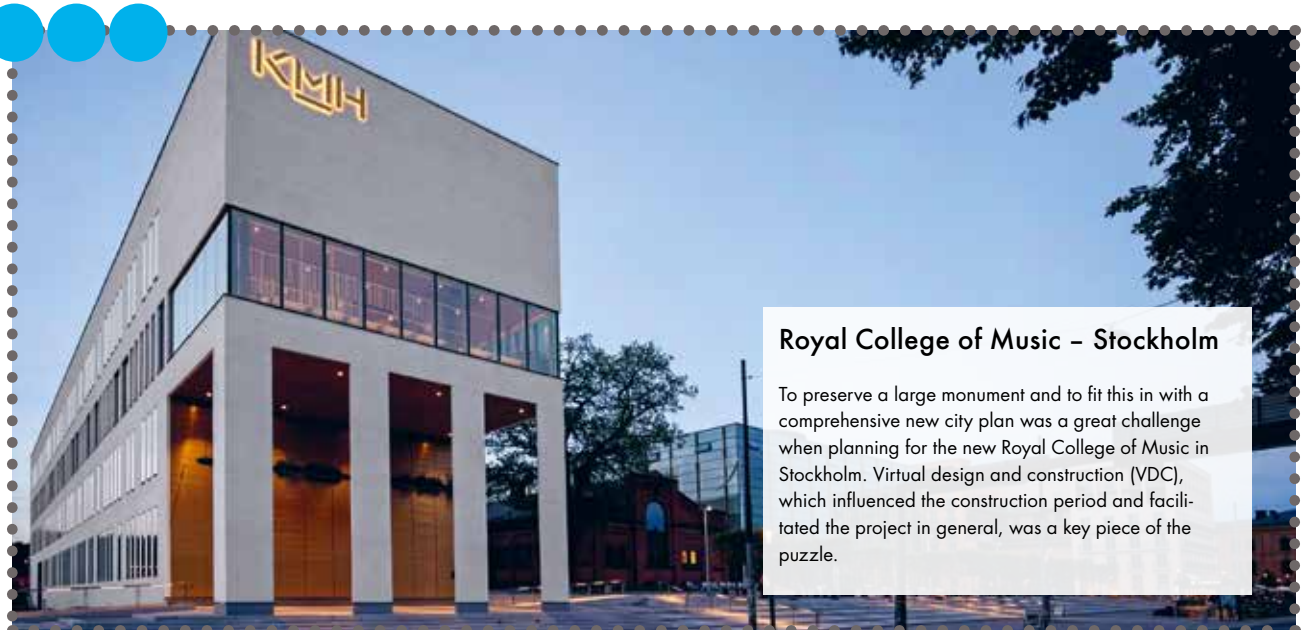 KMH
Royal College of Music – Stockholm
To preserve a large monument and to fit this in with a
comprehensive new city plan was a great challenge
when planning for the new Royal College of Music in
Stockholm. Virtual design and construction (VDC),
which influenced the construction period and facili-
tated the project in general, was a key piece of the
puzzle.